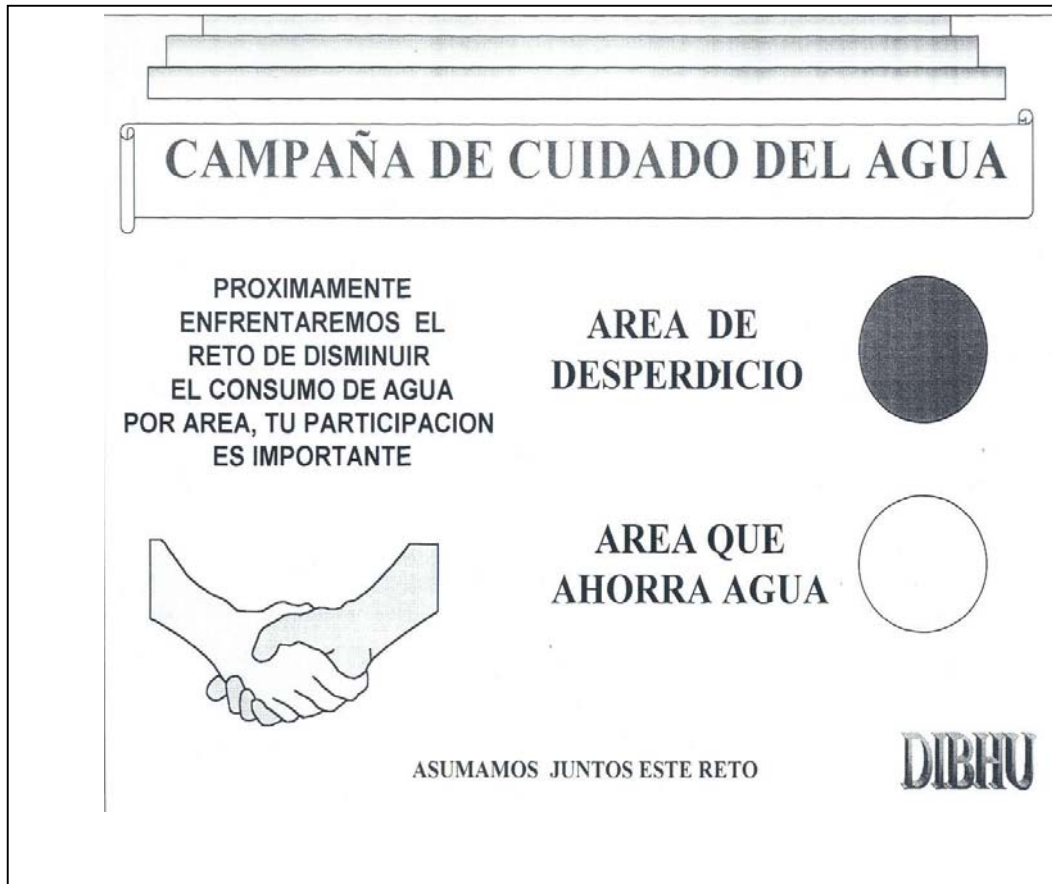 CAMPAÑA DE CUIDADO DEL AGUA
PROXIMAMENTE
ENFRENTAREMOS EL
RETO DE DISMINUIR
EL CONSUMO DE AGUA
POR AREA, TU PARTICIPACION
ES IMPORTANTE
AREA DE
DESPERDICIO
AREA QUE
AHORRA AGUA
ASUMAMOS JUNTOS ESTE RETO
DIBHU